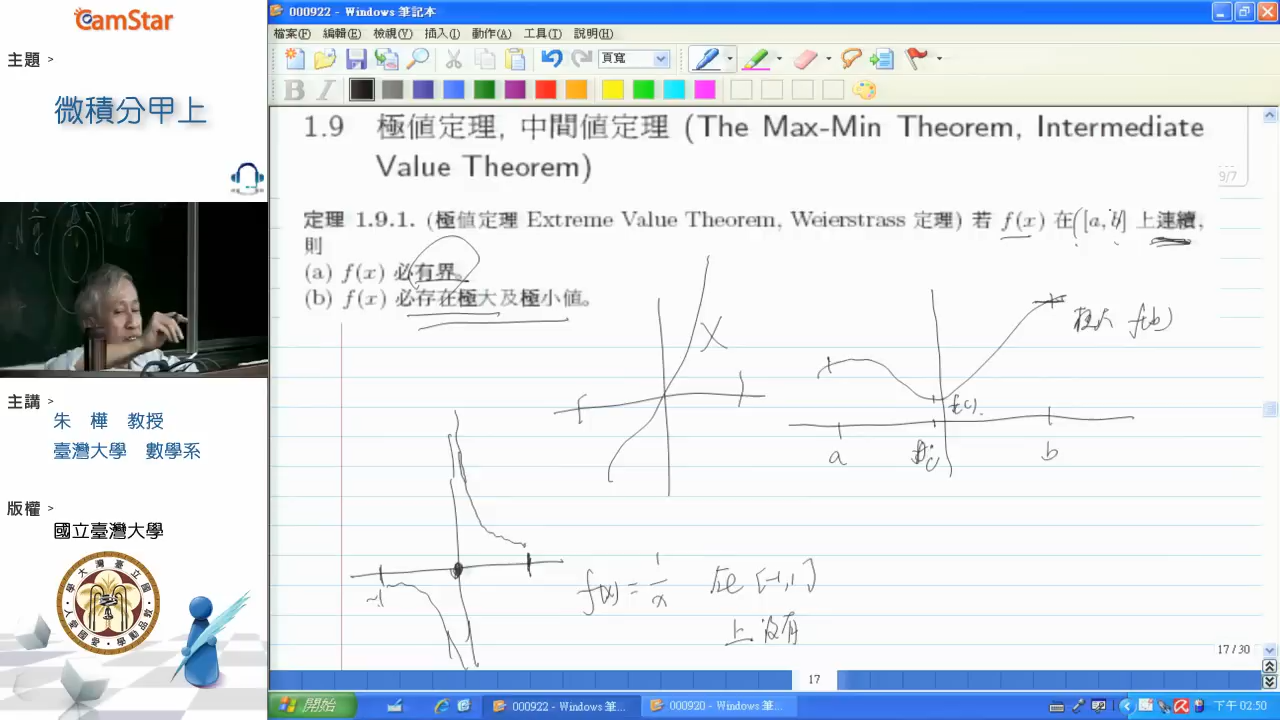 CamStar
主題 >
微積分甲上
主講 >
朱 樺 教授
臺灣大學 數學系
版權 >
國立臺灣大學
000922 - Windows 筆記本
檔案(F) 編輯(E) 檢視(V) 插入(I) 動作(A) 工具(T) 說明(H)
頁寬
B I
1.9 極值定理, 中間值定理 (The Max-Min Theorem, Intermediate
Value Theorem)
9/7
定理 1.9.1. (極值定理 Extreme Value Theorem, Weierstrass 定理) 若 f(x) 在 [a, b] 上連續,
則
(a) f(x) 必有界。
(b) f(x) 必存在極大及極小值。
極大 f(b)
f(c).
a
c
b
-1
f(x) = 1/x 在 [-1, 1]
上沒有
17 / 30
17
開始
000922 - Windows 筆...
000920 - Windows 筆...
下午 02:50